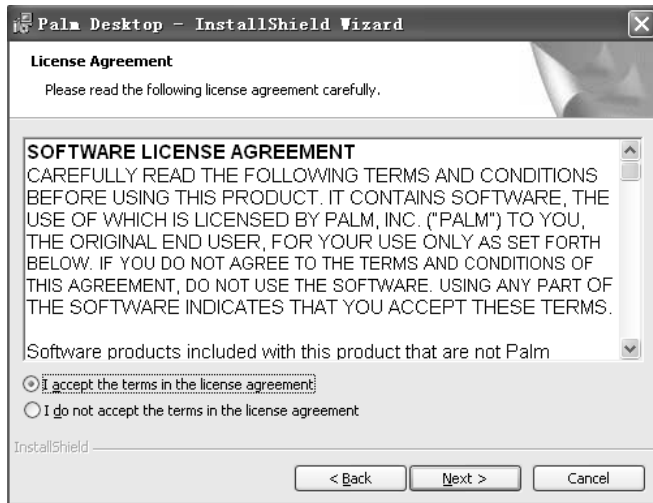 Palm Desktop - InstallShield Wizard
License Agreement
Please read the following license agreement carefully.
SOFTWARE LICENSE AGREEMENT
CAREFULLY READ THE FOLLOWING TERMS AND CONDITIONS
BEFORE USING THIS PRODUCT. IT CONTAINS SOFTWARE, THE
USE OF WHICH IS LICENSED BY PALM, INC. ("PALM") TO YOU,
THE ORIGINAL END USER, FOR YOUR USE ONLY AS SET FORTH
BELOW. IF YOU DO NOT AGREE TO THE TERMS AND CONDITIONS OF
THIS AGREEMENT, DO NOT USE THE SOFTWARE. USING ANY PART OF
THE SOFTWARE INDICATES THAT YOU ACCEPT THESE TERMS.
Software products included with this product that are not Palm
I accept the terms in the license agreement
I do not accept the terms in the license agreement
InstallShield
< Back Next > Cancel